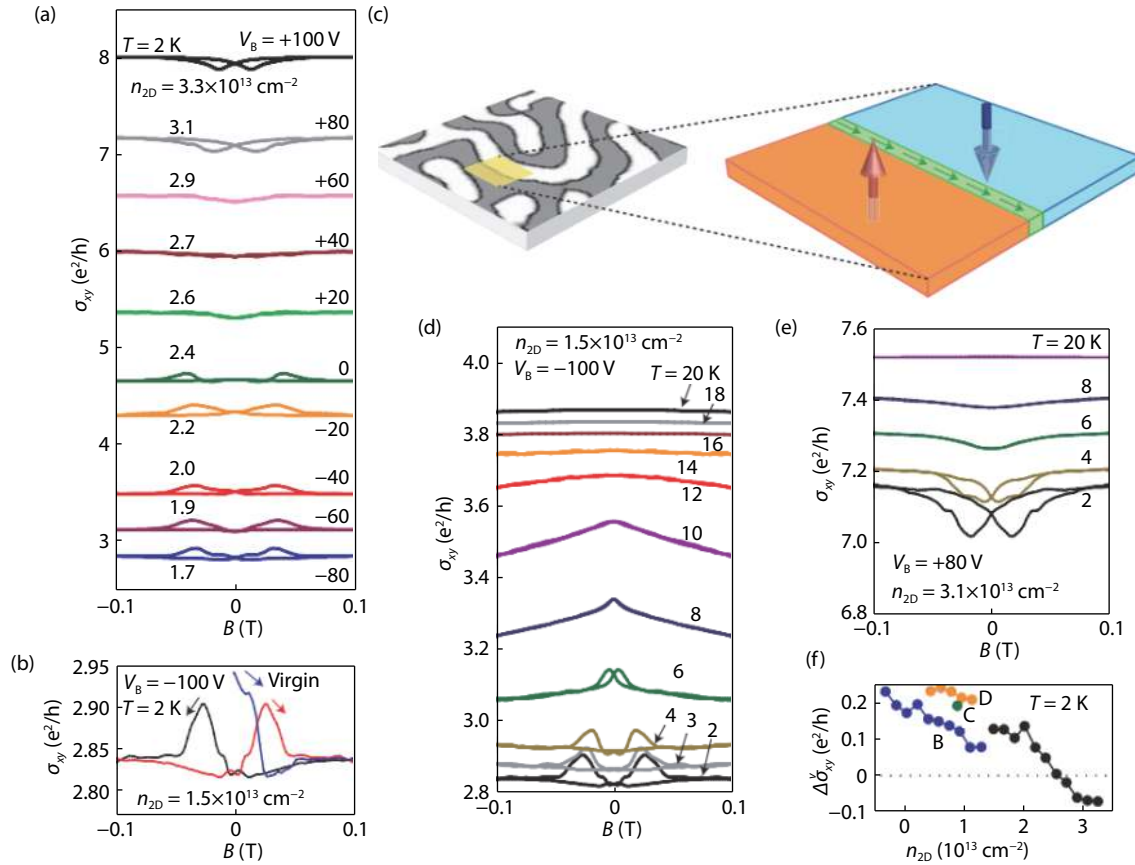 (a)
T = 2 K
V_B = +100 V
n_2D = 3.3×10^13 cm^−2
3.1
+80
2.9
+60
2.7
+40
2.6
+20
2.4
0
2.2
−20
2.0
−40
1.9
−60
1.7
−80
8
7
6
5
4
3
σ_xy (e^2/h)
−0.1
0
0.1
B (T)
(b)
V_B = −100 V
T = 2 K
Virgin
n_2D = 1.5×10^13 cm^−2
2.95
2.90
2.85
2.80
σ_xy (e^2/h)
−0.1
0
0.1
B (T)
(c)
(d)
n_2D = 1.5×10^13 cm^−2
V_B = −100 V
T = 20 K
18
16
14
12
10
8
6
4
3
2
4.0
3.8
3.6
3.4
3.2
3.0
2.8
σ_xy (e^2/h)
−0.1
0
0.1
B (T)
(e)
T = 20 K
8
6
4
2
V_B = +80 V
n_2D = 3.1×10^13 cm^−2
7.6
7.4
7.2
7.0
6.8
σ_xy (e^2/h)
−0.1
0
0.1
B (T)
(f)
T = 2 K
D
C
B
0.2
0.1
0
−0.1
0
1
2
3
n_2D (10^13 cm^−2)